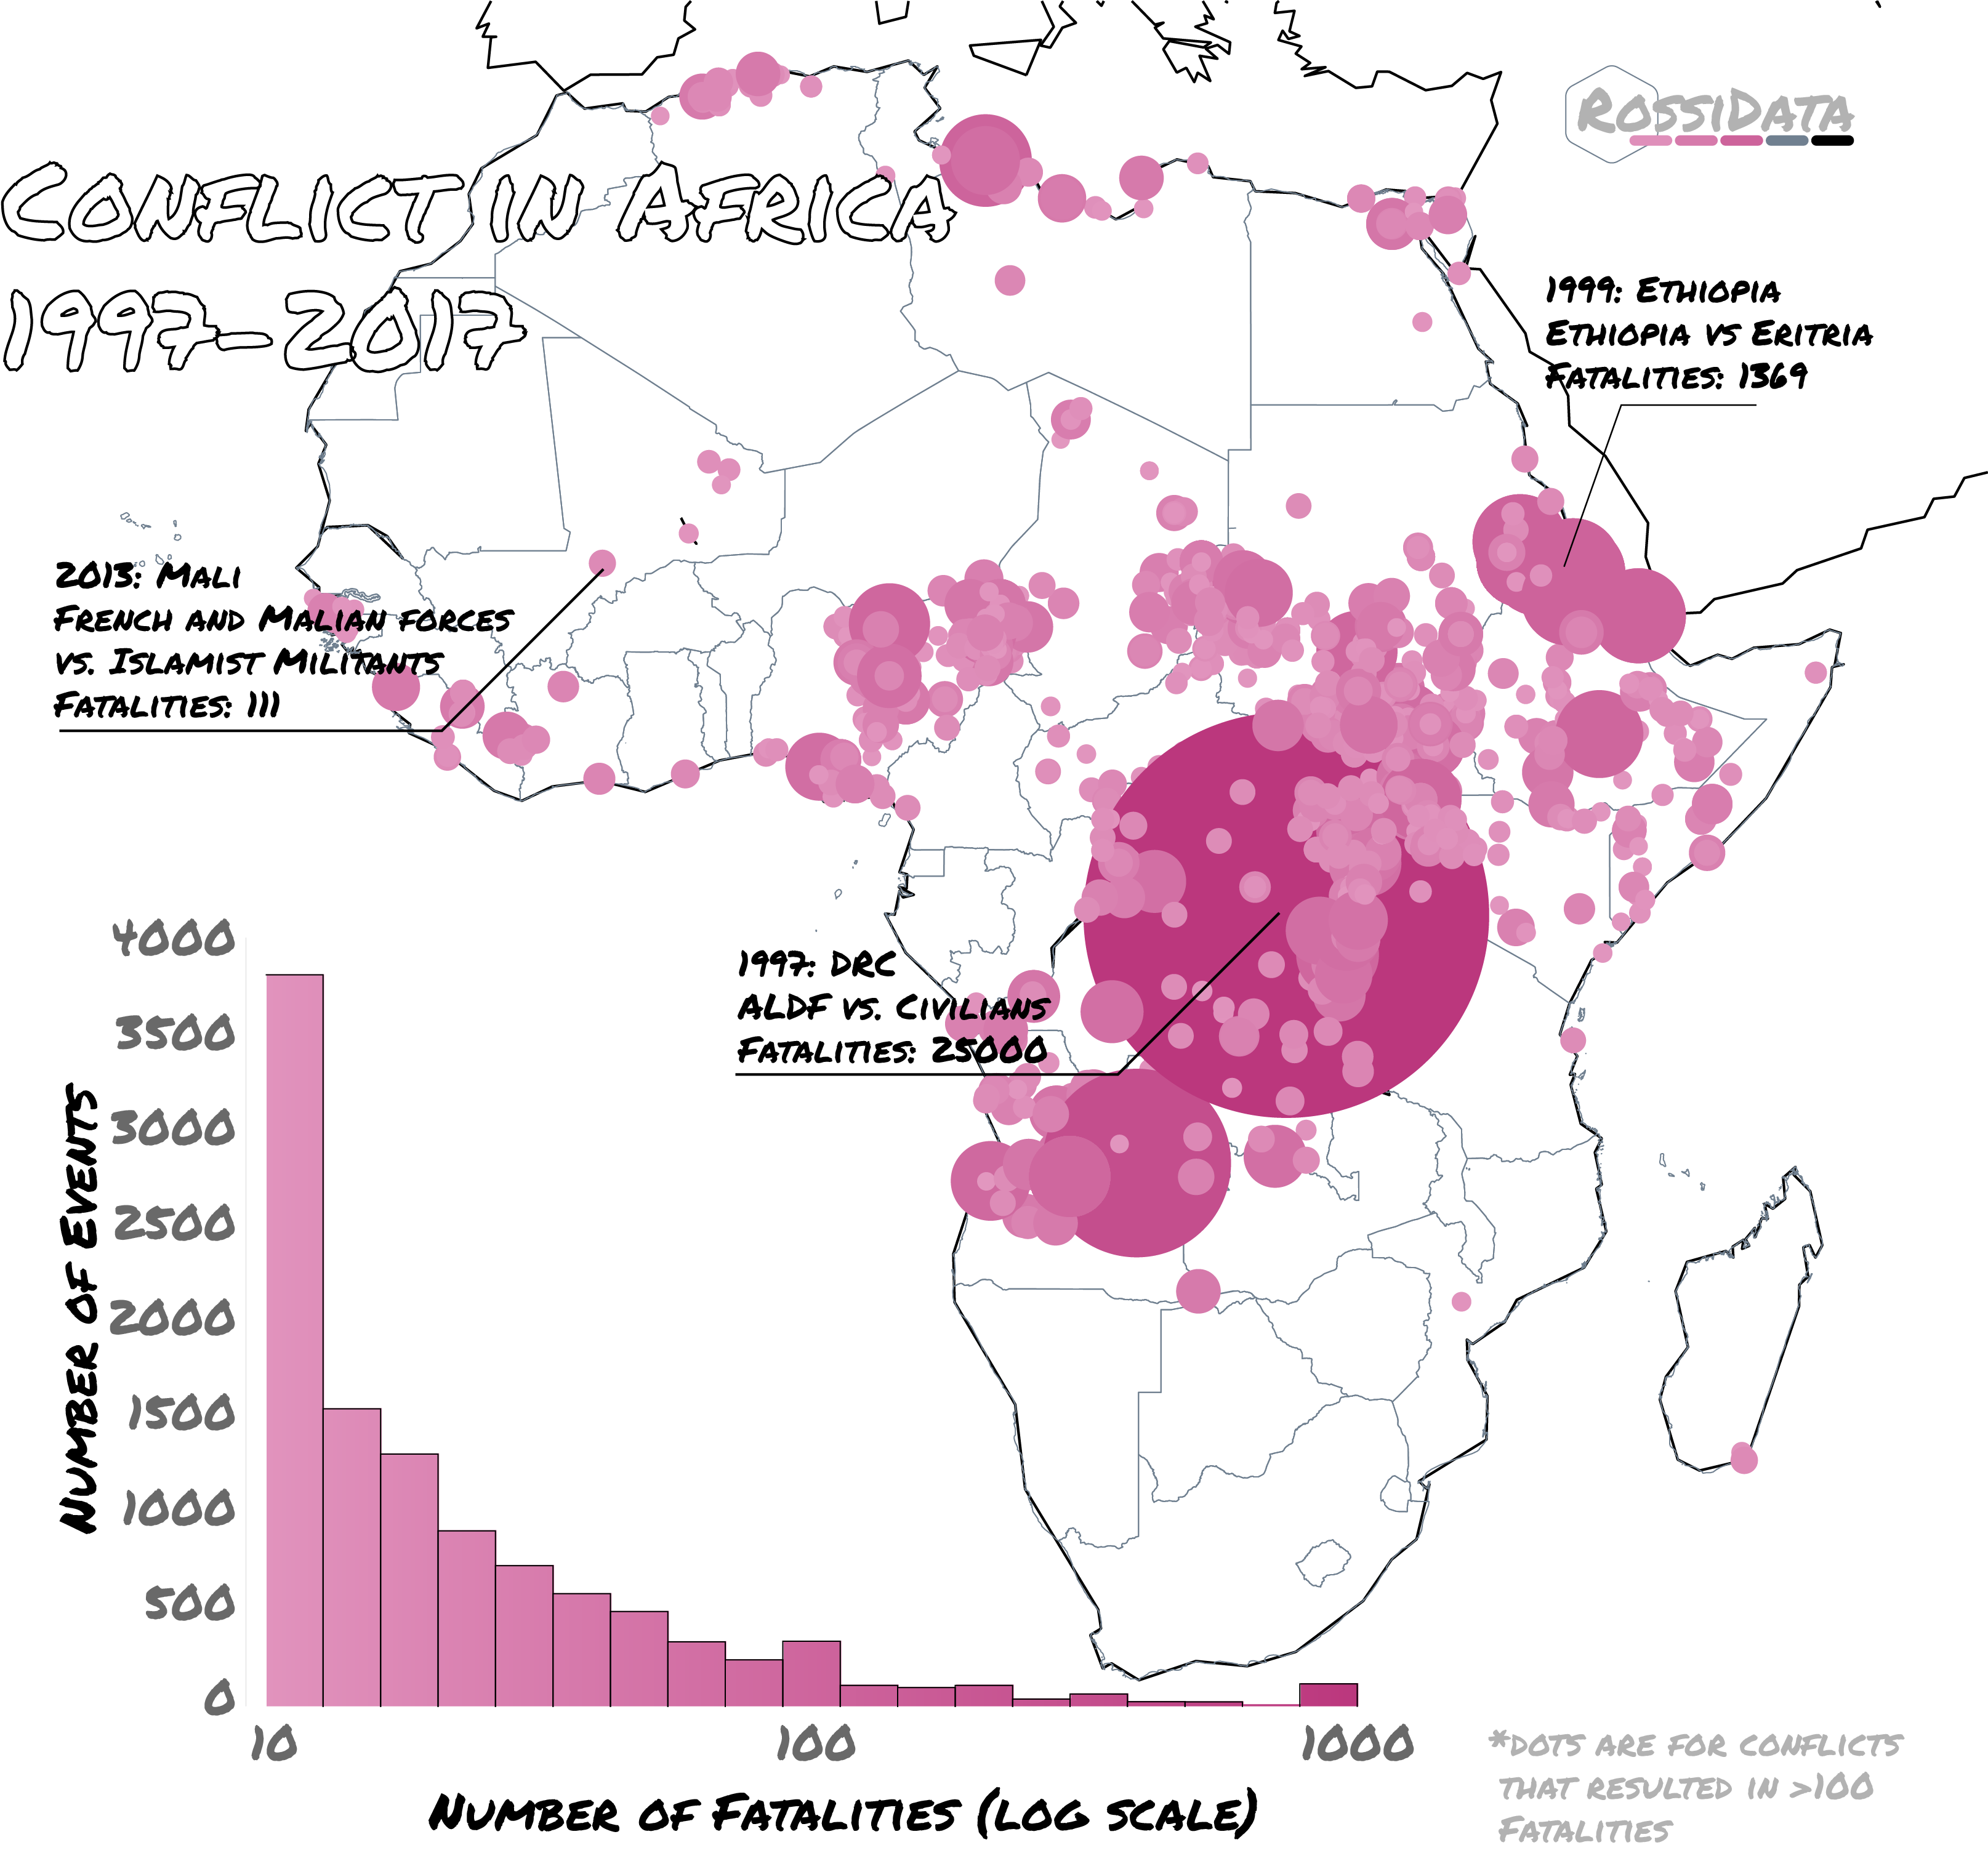 RossiData
Conflict in Africa
1997-2017
1999: Ethiopia
Ethiopia vs Eritria
Fatalities: 1369
2013: Mali
French and Malian forces
vs. Islamist Militants
Fatalities: 111
1997: DRC
ALDF vs. Civilians
Fatalities: 25000
Number of Events
4000
3500
3000
2500
2000
1500
1000
500
0
10 100 1000
Number of Fatalities (log scale)
*dots are for conflicts
that resulted in >100
Fatalities